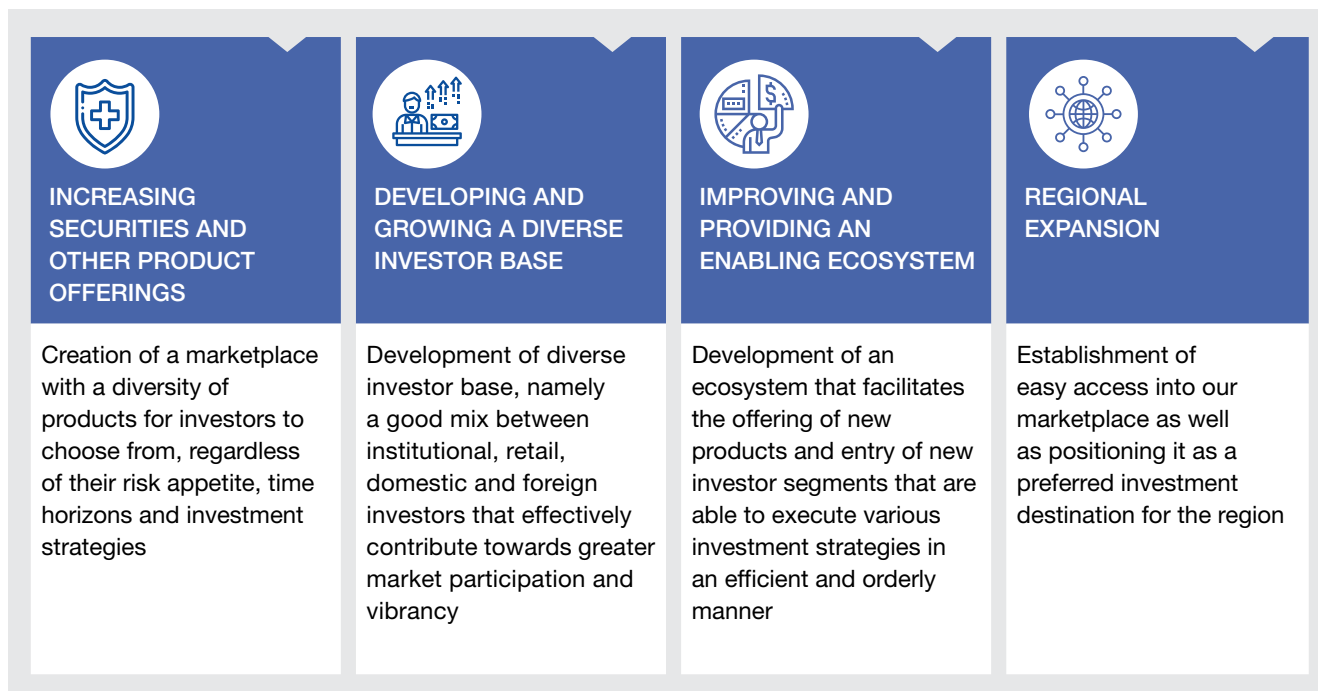 INCREASING
SECURITIES AND
OTHER PRODUCT
OFFERINGS
Creation of a marketplace
with a diversity of
products for investors to
choose from, regardless
of their risk appetite, time
horizons and investment
strategies
DEVELOPING AND
GROWING A DIVERSE
INVESTOR BASE
Development of diverse
investor base, namely
a good mix between
institutional, retail,
domestic and foreign
investors that effectively
contribute towards greater
market participation and
vibrancy
$
IMPROVING AND
PROVIDING AN
ENABLING ECOSYSTEM
Development of an
ecosystem that facilitates
the offering of new
products and entry of new
investor segments that are
able to execute various
investment strategies in
an efficient and orderly
manner
REGIONAL
EXPANSION
Establishment of
easy access into our
marketplace as well
as positioning it as a
preferred investment
destination for the region